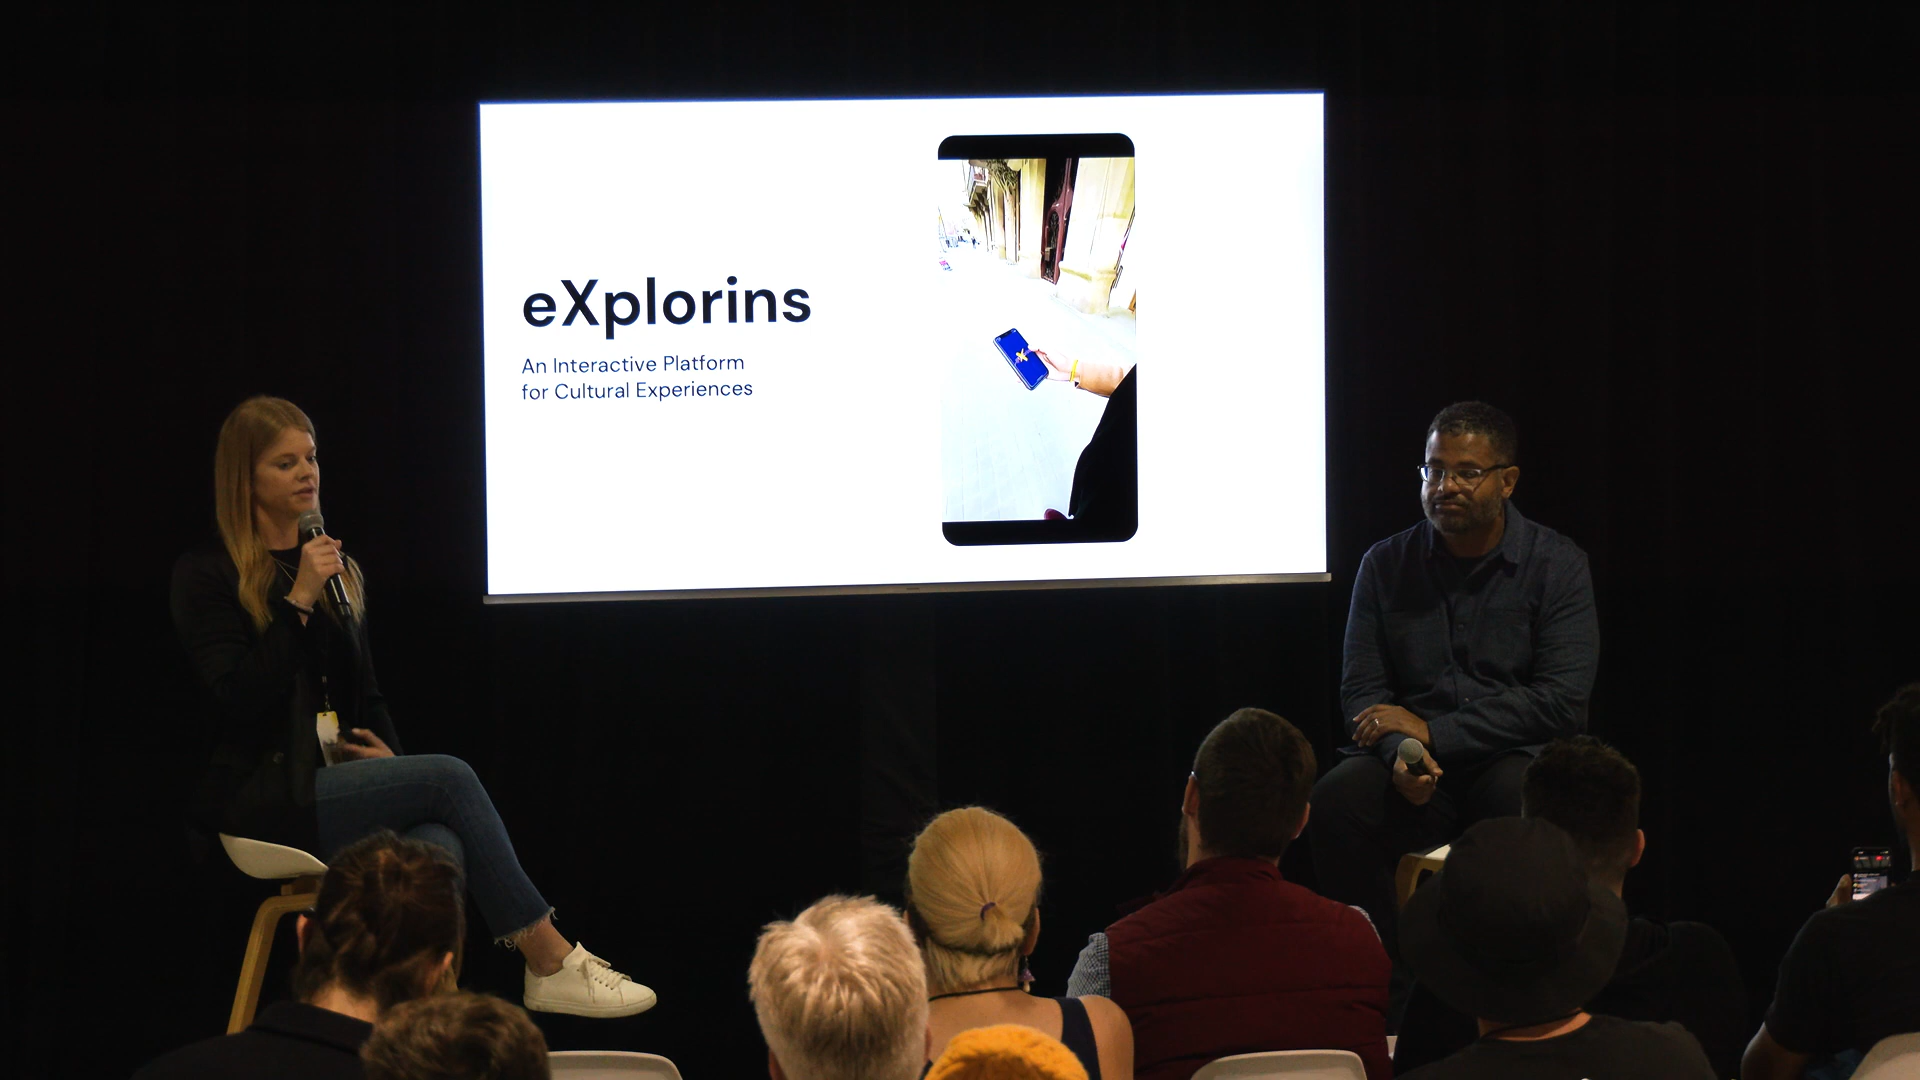 eXplorins
An Interactive Platform
for Cultural Experiences